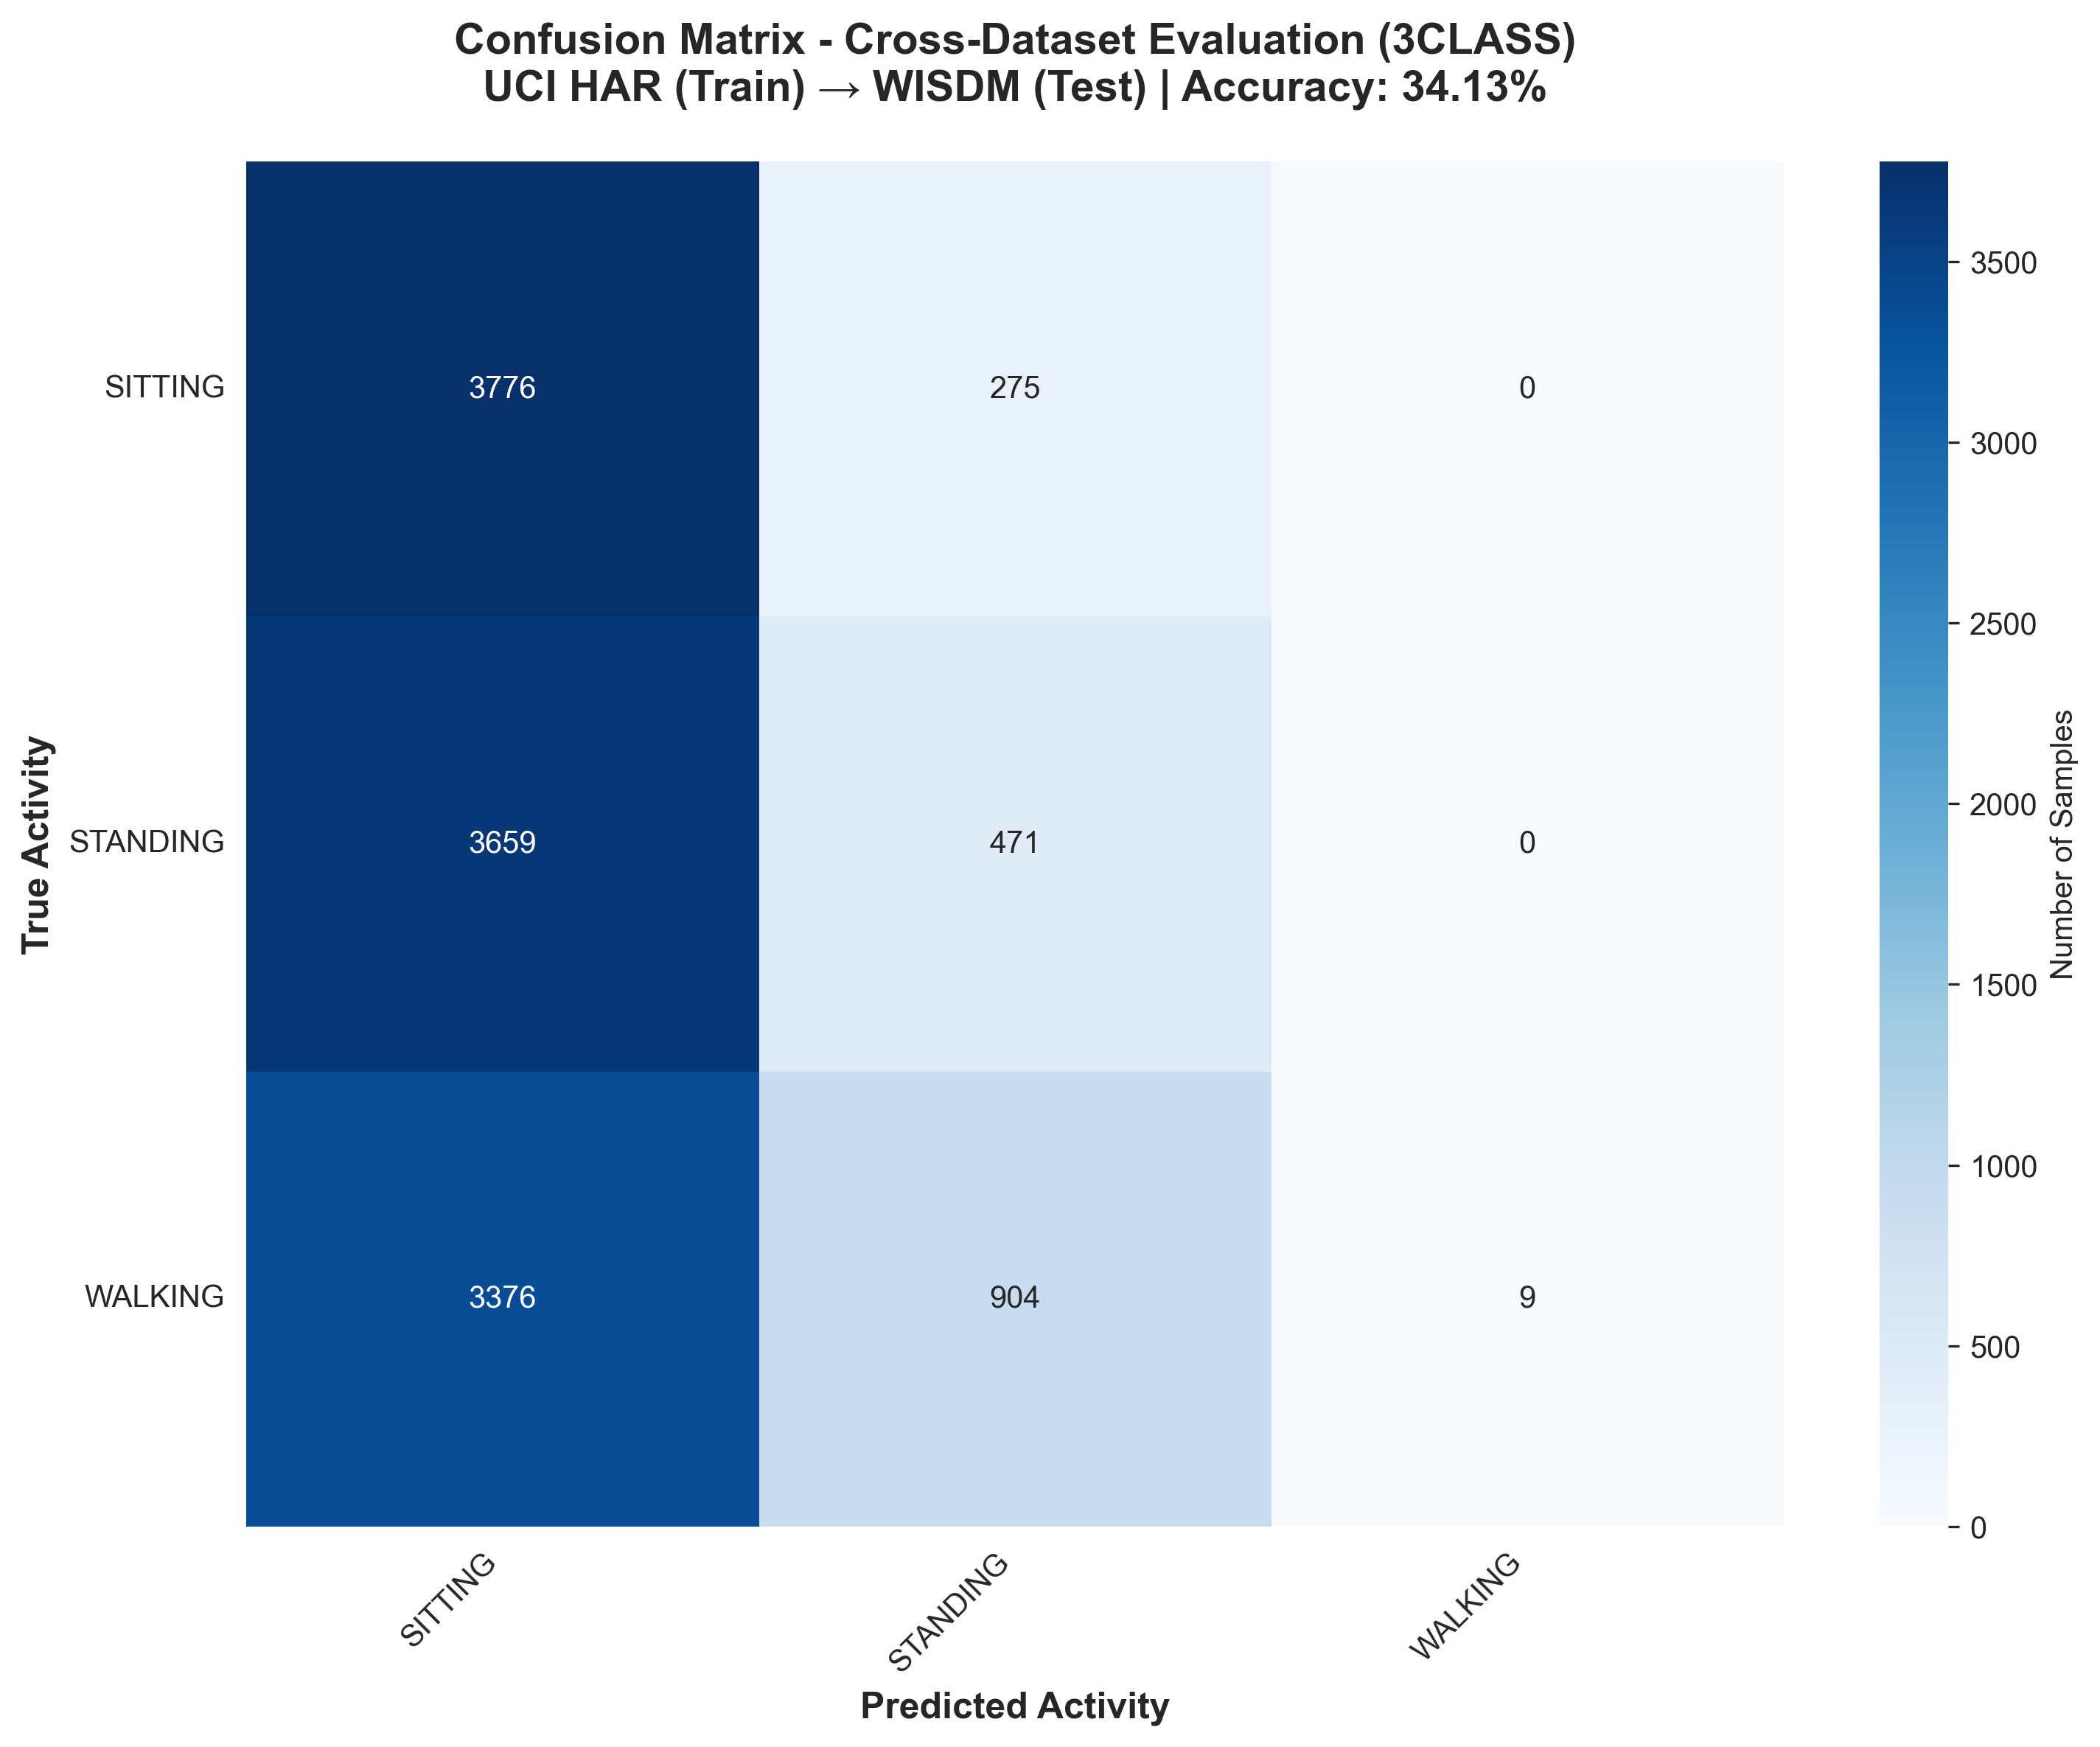 Confusion Matrix - Cross-Dataset Evaluation (3CLASS)
UCI HAR (Train) → WISDM (Test) | Accuracy: 34.13%
True Activity
SITTING
3776
275
0
STANDING
3659
471
0
WALKING
3376
904
9
SITTING
STANDING
WALKING
Predicted Activity
3500
3000
2500
2000
1500
1000
500
0
Number of Samples